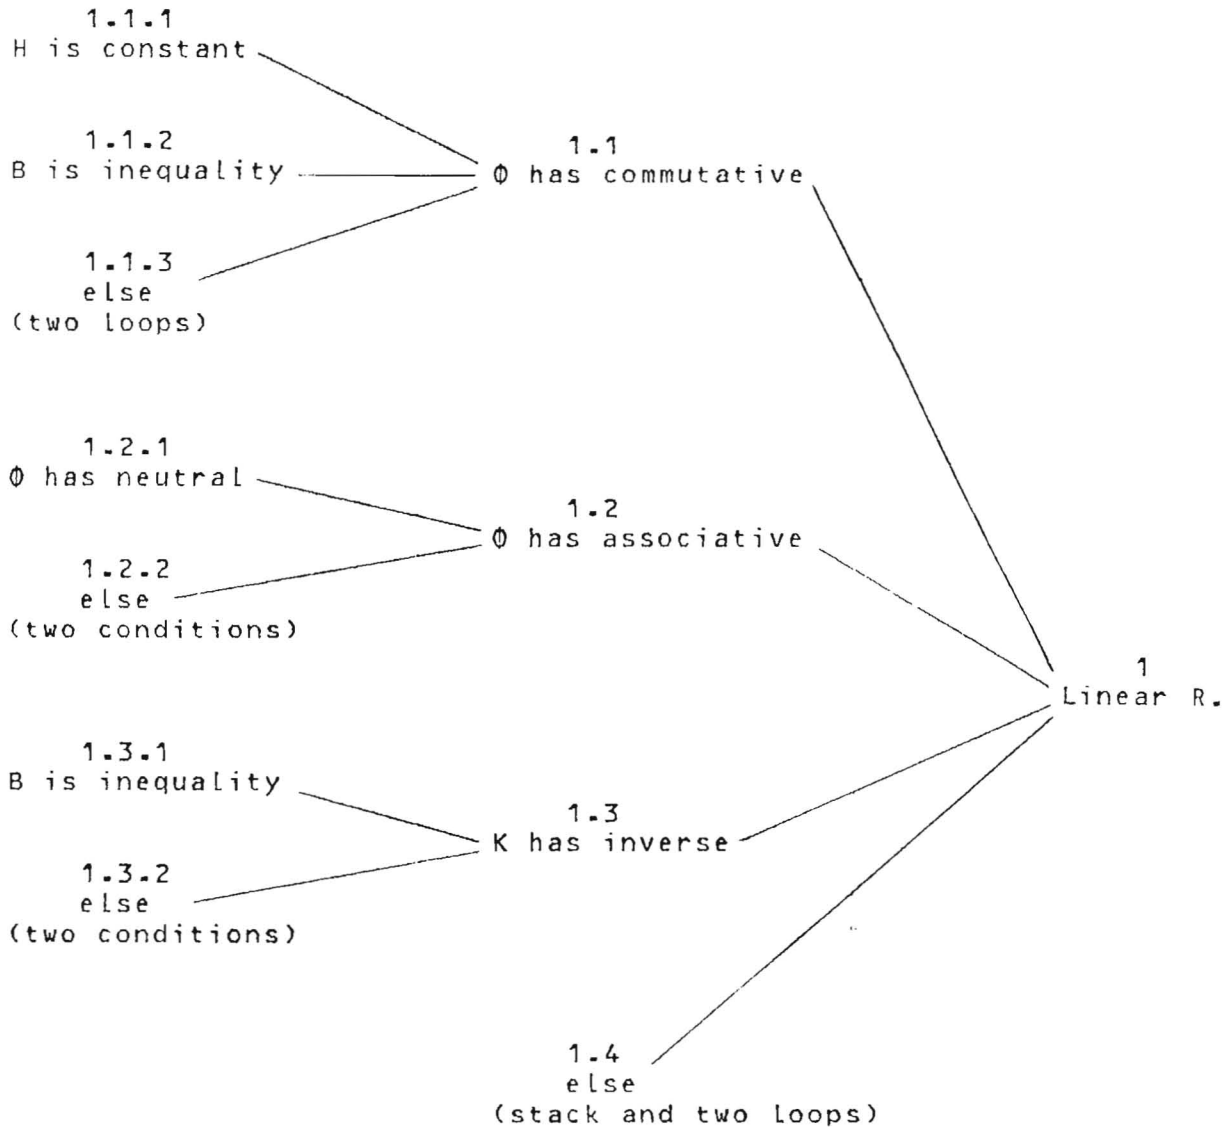 1.1.1
H is constant
1.1.2
B is inequality
1.1
Φ has commutative
1.1.3
else
(two loops)
1.2.1
Φ has neutral
1.2
Φ has associative
1.2.2
else
(two conditions)
1
Linear R.
1.3.1
B is inequality
1.3
K has inverse
1.3.2
else
(two conditions)
1.4
else
(stack and two loops)